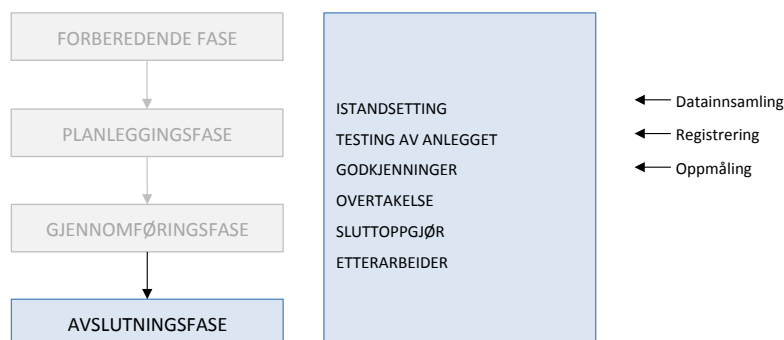 FORBEREDENDE FASE
PLANLEGGINGSFASE
GJENNOMFØRINGSFASE
AVSLUTNINGSFASE
ISTANDSETTING
TESTING AV ANLEGGET
GODKJENNINGER
OVERTAKELSE
SLUTTOPPGJØR
ETTERARBEIDER
Datainnsamling
Registrering
Oppmåling